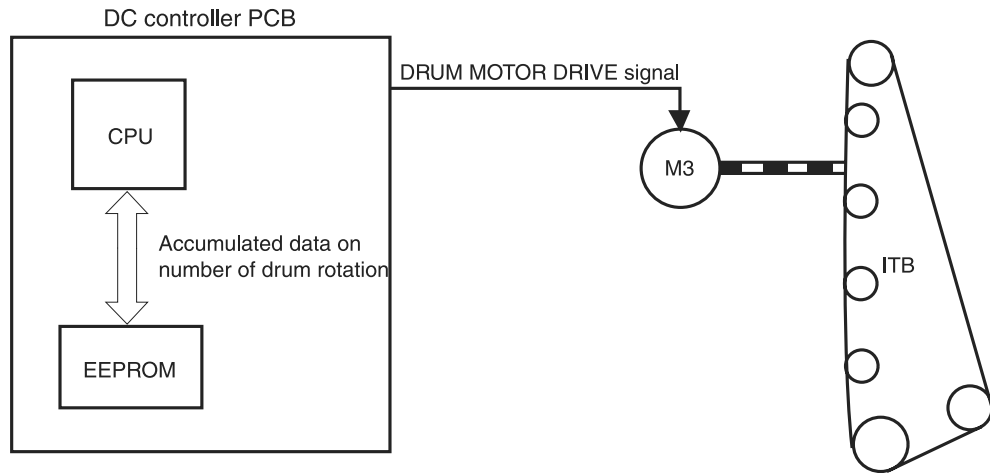 DC controller PCB
DRUM MOTOR DRIVE signal
CPU
M3
Accumulated data on
number of drum rotation
ITB
EEPROM